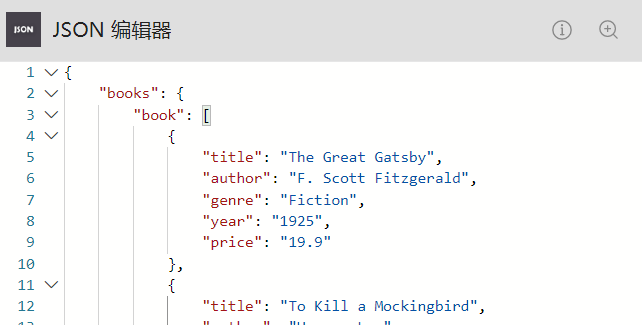 JSON JSON 编辑器
1 {
2 "books": {
3 "book": [
4 {
5 "title": "The Great Gatsby",
6 "author": "F. Scott Fitzgerald",
7 "genre": "Fiction",
8 "year": "1925",
9 "price": "19.9"
10 },
11 {
12 "title": "To Kill a Mockingbird",